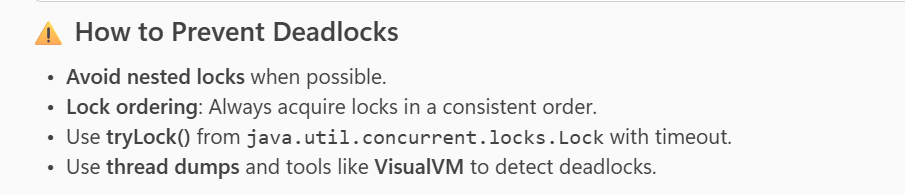 ⚠️ How to Prevent Deadlocks
• Avoid nested locks when possible.
• Lock ordering: Always acquire locks in a consistent order.
• Use tryLock() from java.util.concurrent.locks.Lock with timeout.
• Use thread dumps and tools like VisualVM to detect deadlocks.